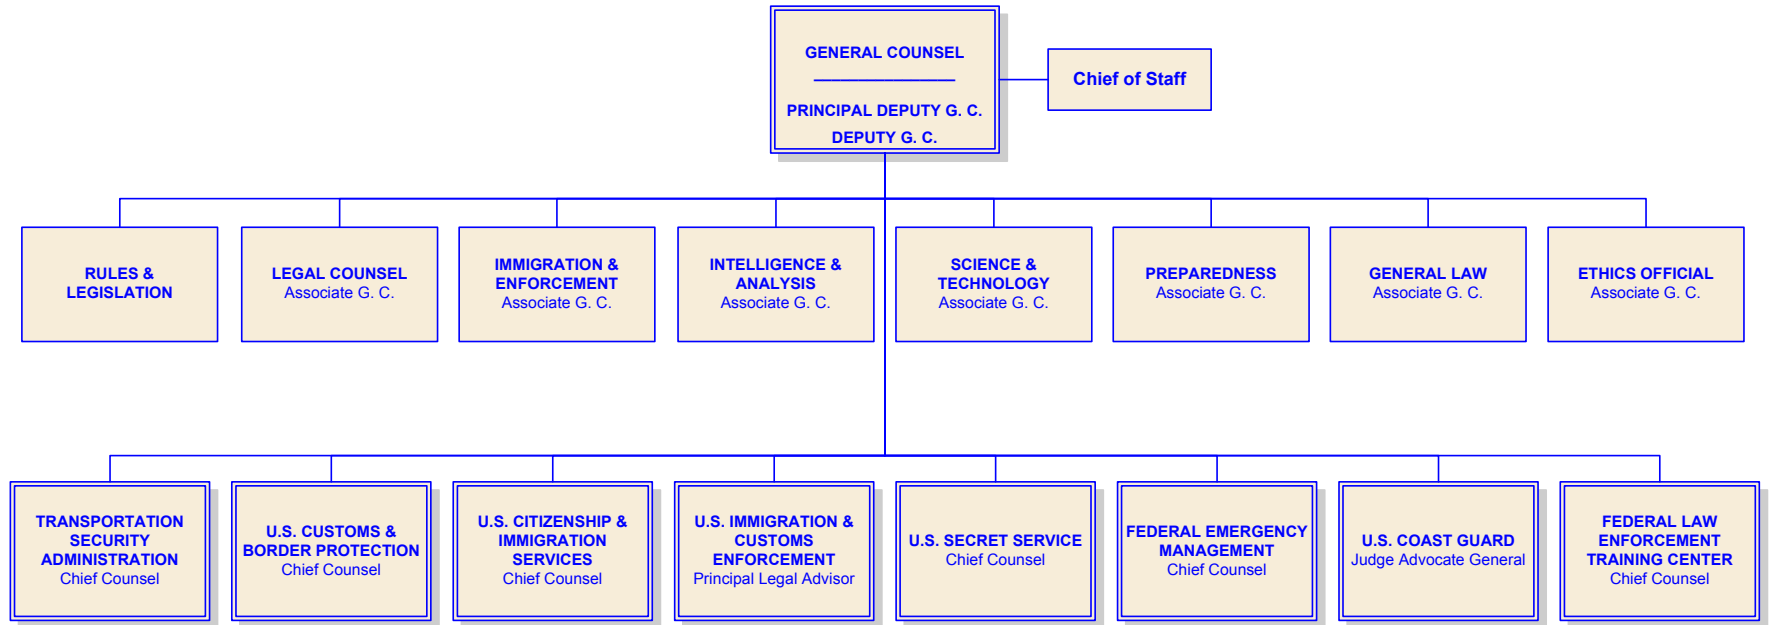 GENERAL COUNSEL
PRINCIPAL DEPUTY G. C.
DEPUTY G. C.
Chief of Staff
RULES &
LEGISLATION
LEGAL COUNSEL
Associate G. C.
IMMIGRATION &
ENFORCEMENT
Associate G. C.
INTELLIGENCE &
ANALYSIS
Associate G. C.
SCIENCE &
TECHNOLOGY
Associate G. C.
PREPAREDNESS
Associate G. C.
GENERAL LAW
Associate G. C.
ETHICS OFFICIAL
Associate G. C.
TRANSPORTATION
SECURITY
ADMINISTRATION
Chief Counsel
U.S. CUSTOMS &
BORDER PROTECTION
Chief Counsel
U.S. CITIZENSHIP &
IMMIGRATION
SERVICES
Chief Counsel
U.S. IMMIGRATION &
CUSTOMS
ENFORCEMENT
Principal Legal Advisor
U.S. SECRET SERVICE
Chief Counsel
FEDERAL EMERGENCY
MANAGEMENT
Chief Counsel
U.S. COAST GUARD
Judge Advocate General
FEDERAL LAW
ENFORCEMENT
TRAINING CENTER
Chief Counsel